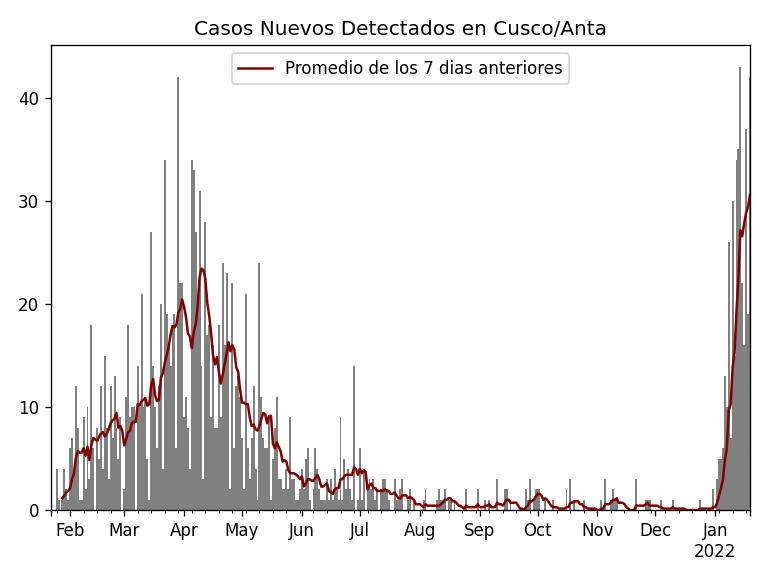 Casos Nuevos Detectados en Cusco/Anta
Promedio de los 7 dias anteriores
40
30
20
10
0
Feb Mar Apr May Jun Jul Aug Sep Oct Nov Dec Jan
2022